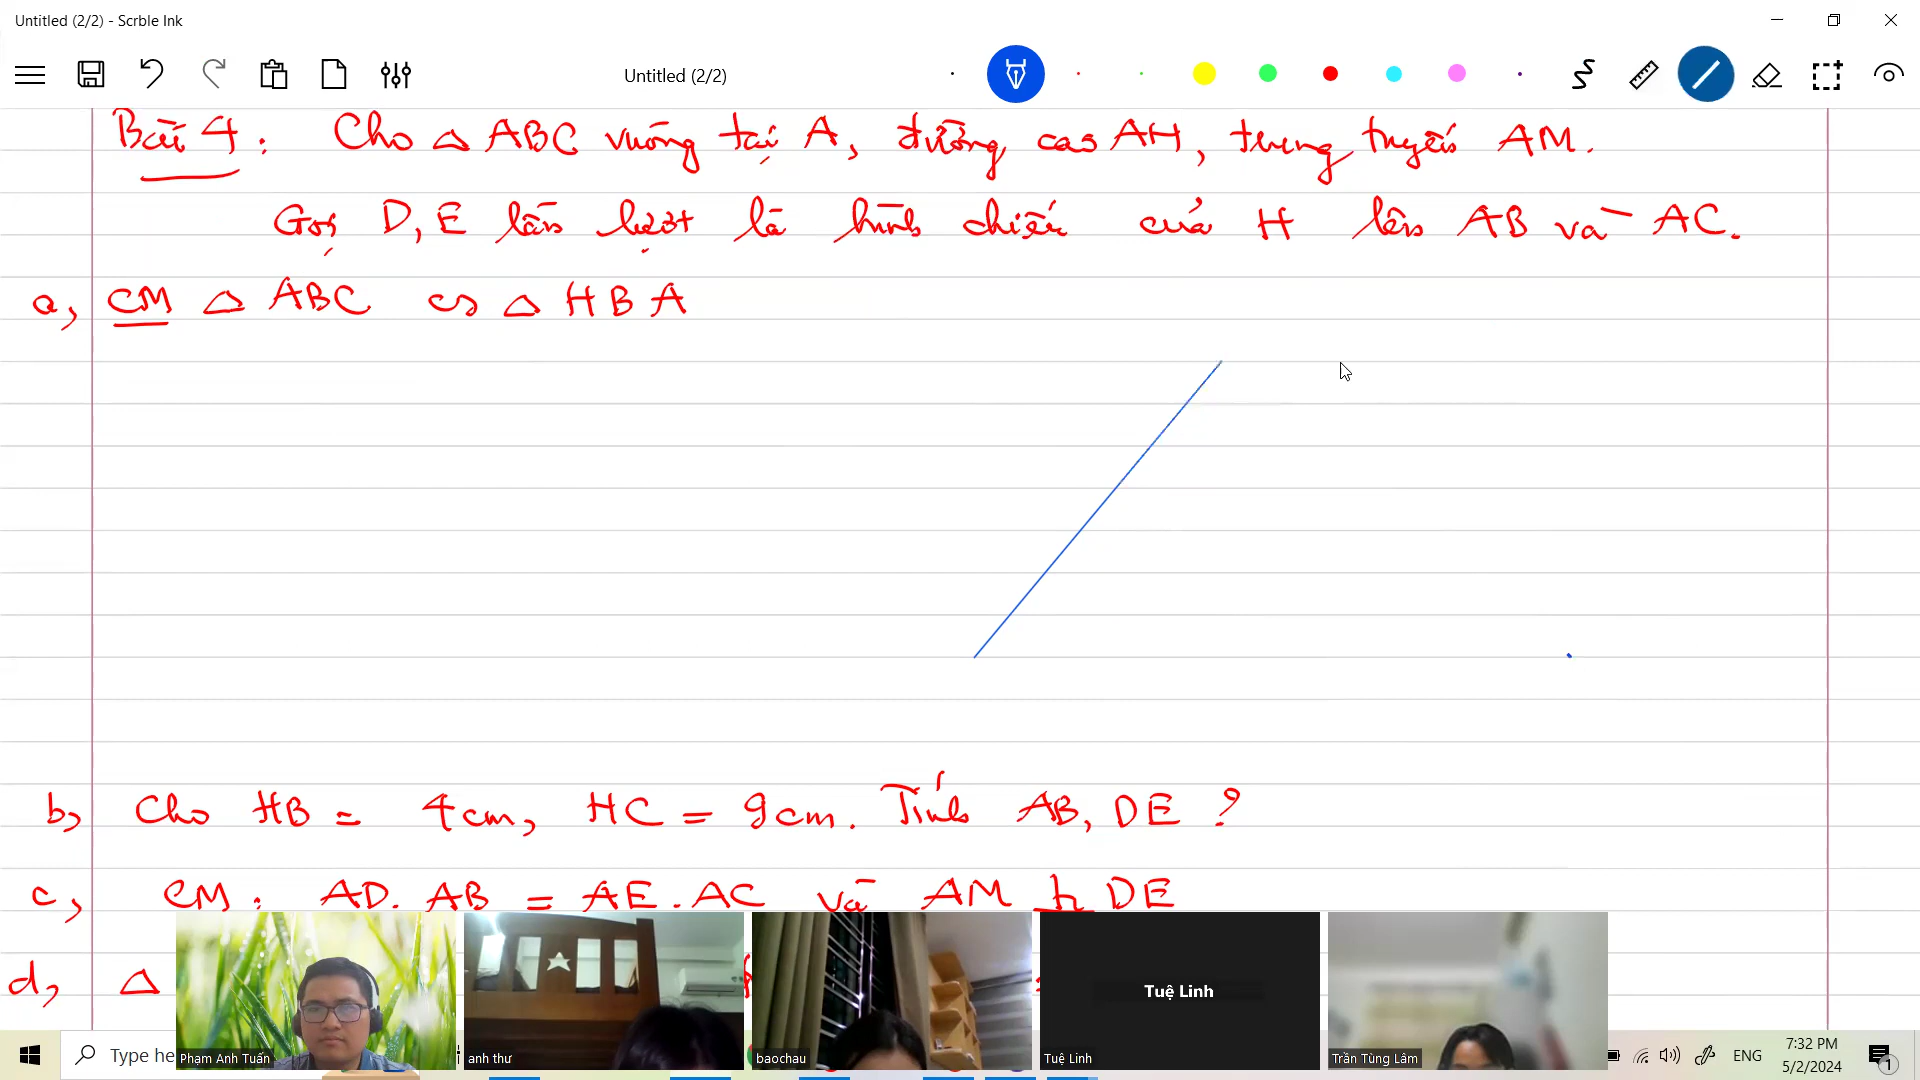 Untitled (2/2) - Scrble Ink
Untitled (2/2)
Bài 4: Cho △ ABC vuông tại A, đường cao AH, trung tuyến AM.
Gọi D, E lần lượt là hình chiếu của H lên AB và AC.
a, CM △ ABC ∽ △ HBA
b, Cho HB = 4cm, HC = 9cm. Tính AB, DE ?
c, CM: AD. AB = AE. AC và AM ⊥ DE
d, △
Tuệ Linh
Phạm Anh Tuấn
anh thư
baochau
Tuệ Linh
Trần Tùng Lâm
Type he
ENG
7:32 PM
5/2/2024
1